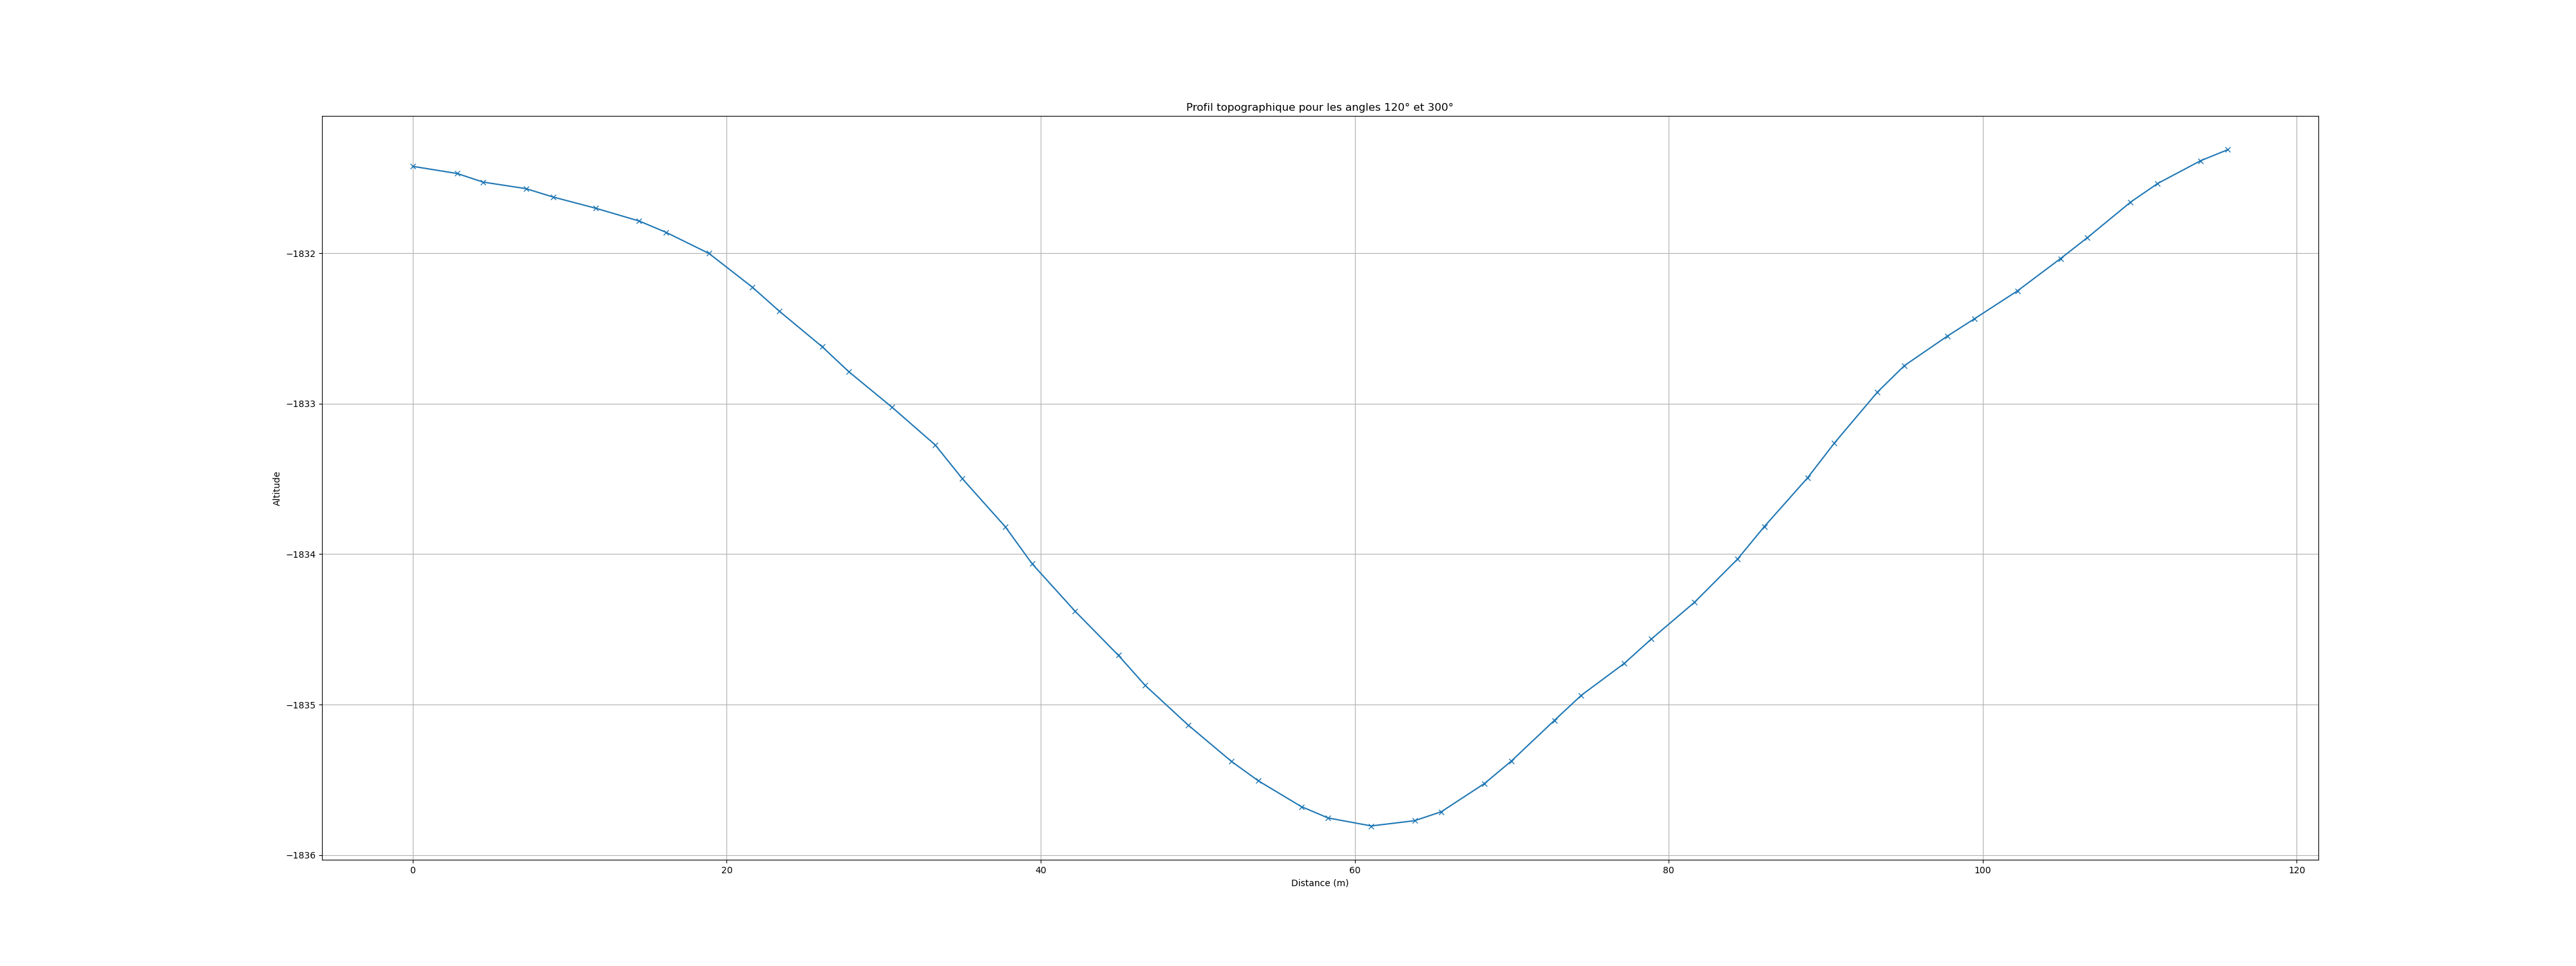 Profil topographique pour les angles 120° et 300°
−1832
−1833
−1834
−1835
−1836
Altitude
0 20 40 60 80 100 120
Distance (m)